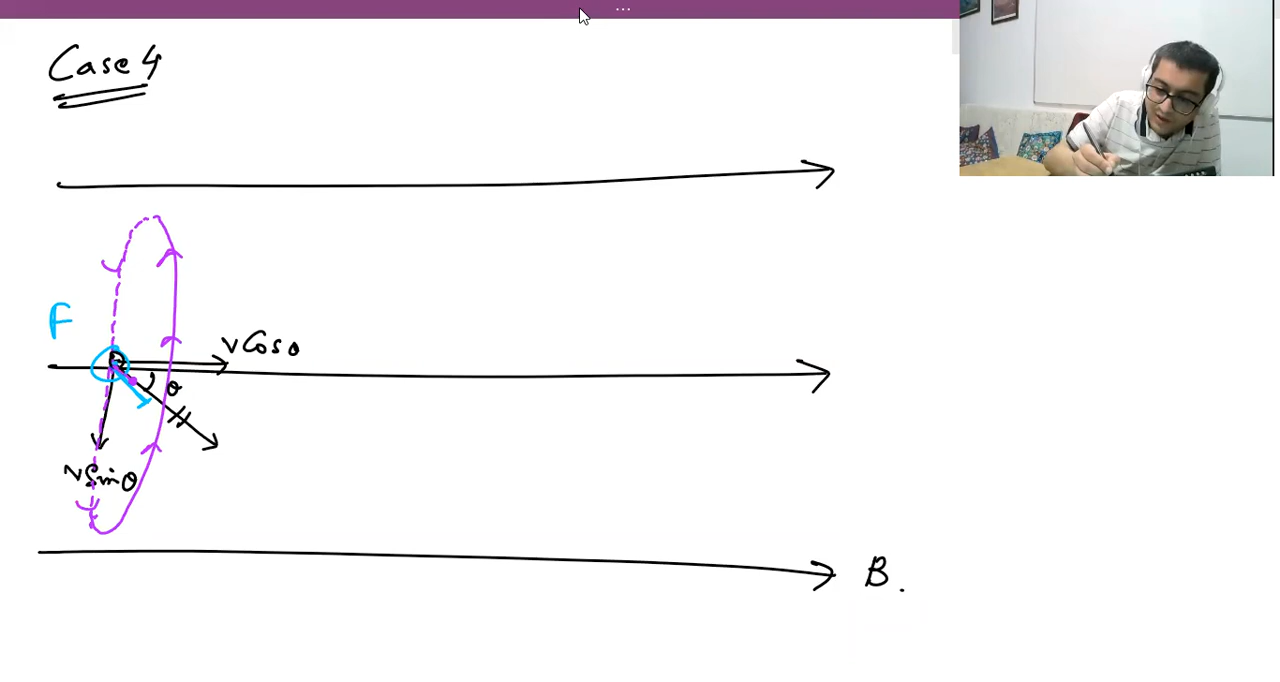 Case 4
F
vCosθ
θ
vSinθ
B.